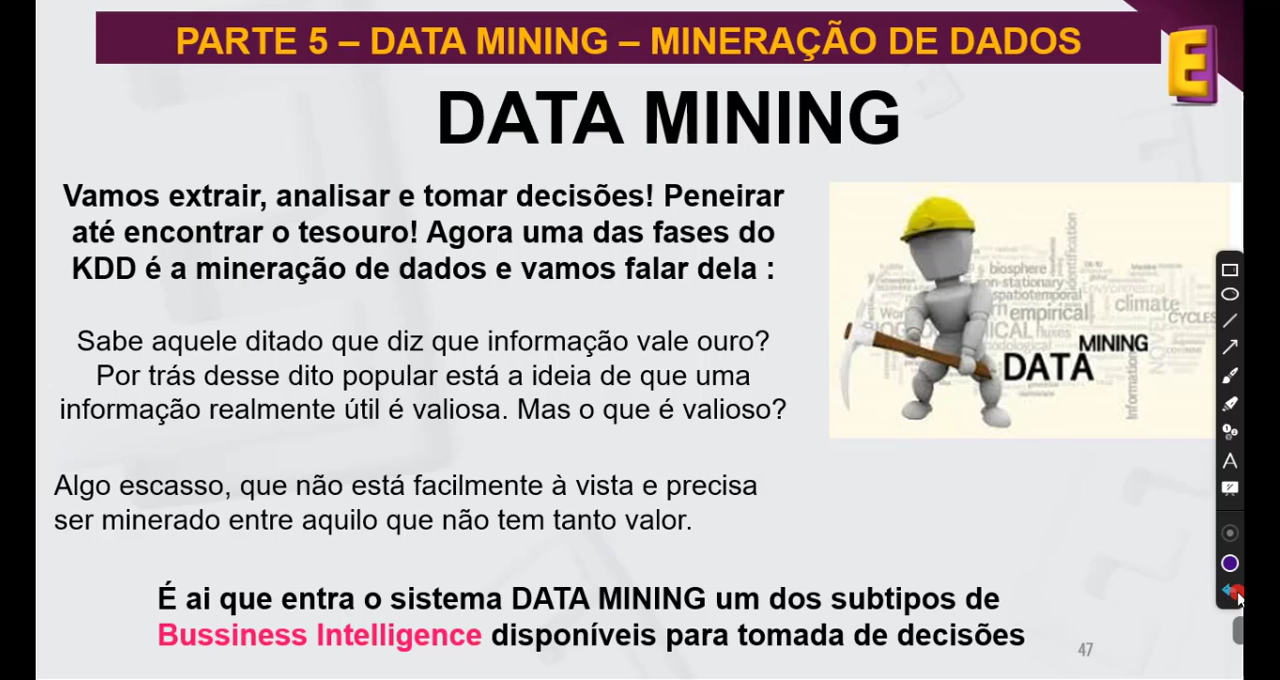 PARTE 5 – DATA MINING – MINERAÇÃO DE DADOS
E
DATA MINING
Vamos extrair, analisar e tomar decisões! Peneirar
até encontrar o tesouro! Agora uma das fases do
KDD é a mineração de dados e vamos falar dela :
Sabe aquele ditado que diz que informação vale ouro?
Por trás desse dito popular está a ideia de que uma
informação realmente útil é valiosa. Mas o que é valioso?
Algo escasso, que não está facilmente à vista e precisa
ser minerado entre aquilo que não tem tanto valor.
biosphere
spatiotemporal
empirical
climate
CYCLES
MINING
DATA
É ai que entra o sistema DATA MINING um dos subtipos de
Bussiness Intelligence disponíveis para tomada de decisões
47
A